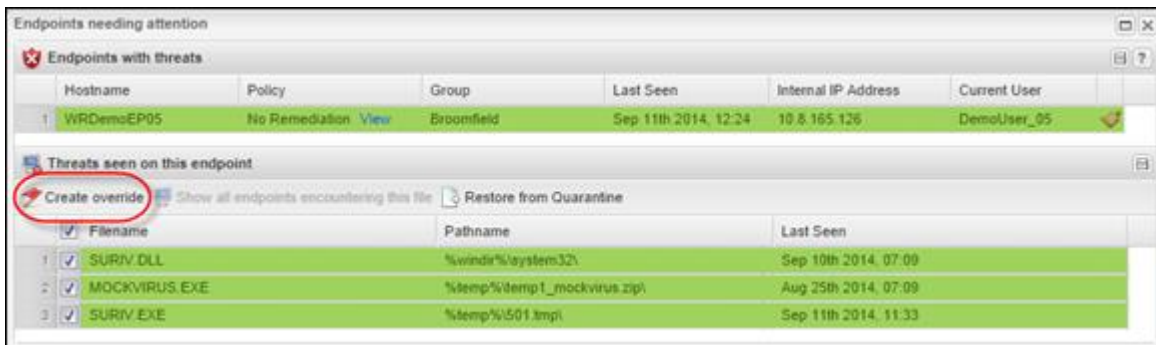 Endpoints needing attention
Endpoints with threats
?
Hostname Policy Group Last Seen Internal IP Address Current User
1 WRDemoEP05 No Remediation View Broomfield Sep 11th 2014, 12:24 10.8.165.126 DemoUser_05
Threats seen on this endpoint
Create override Show all endpoints encountering this file Restore from Quarantine
Filename Pathname Last Seen
1 SURIV.DLL %windir%\system32\ Sep 10th 2014, 07:09
2 MOCKVIRUS.EXE %temp%\temp1_mockvirus.zip\ Aug 25th 2014, 07:09
3 SURIV.EXE %temp%\501.tmp\ Sep 11th 2014, 11:33